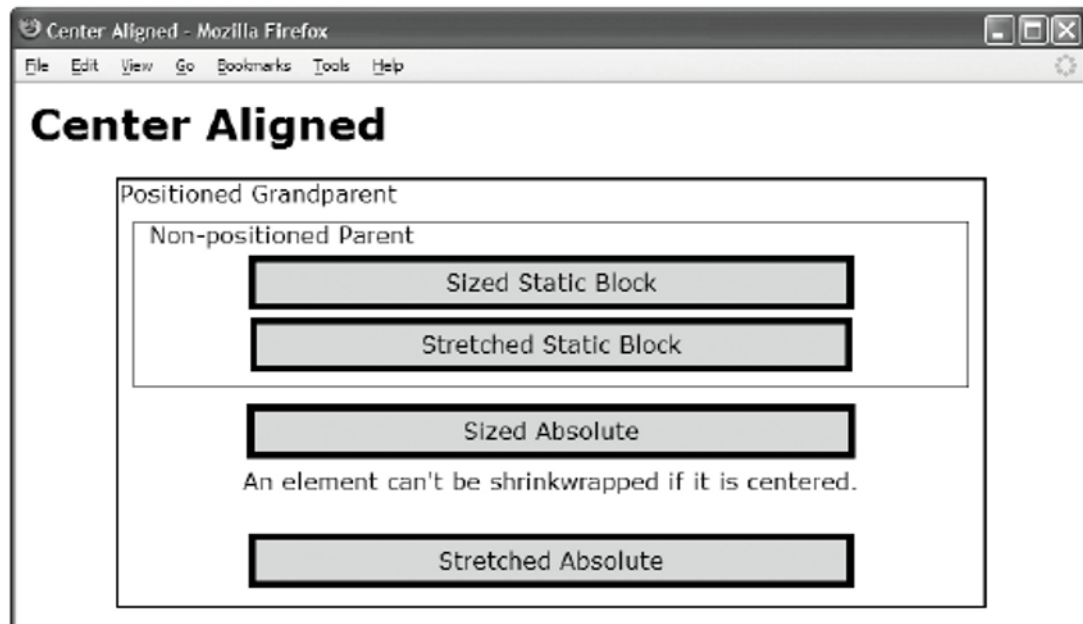 Center Aligned - Mozilla Firefox
File Edit View Go Bookmarks Tools Help
Center Aligned
Positioned Grandparent
Non-positioned Parent
Sized Static Block
Stretched Static Block
Sized Absolute
An element can't be shrinkwrapped if it is centered.
Stretched Absolute